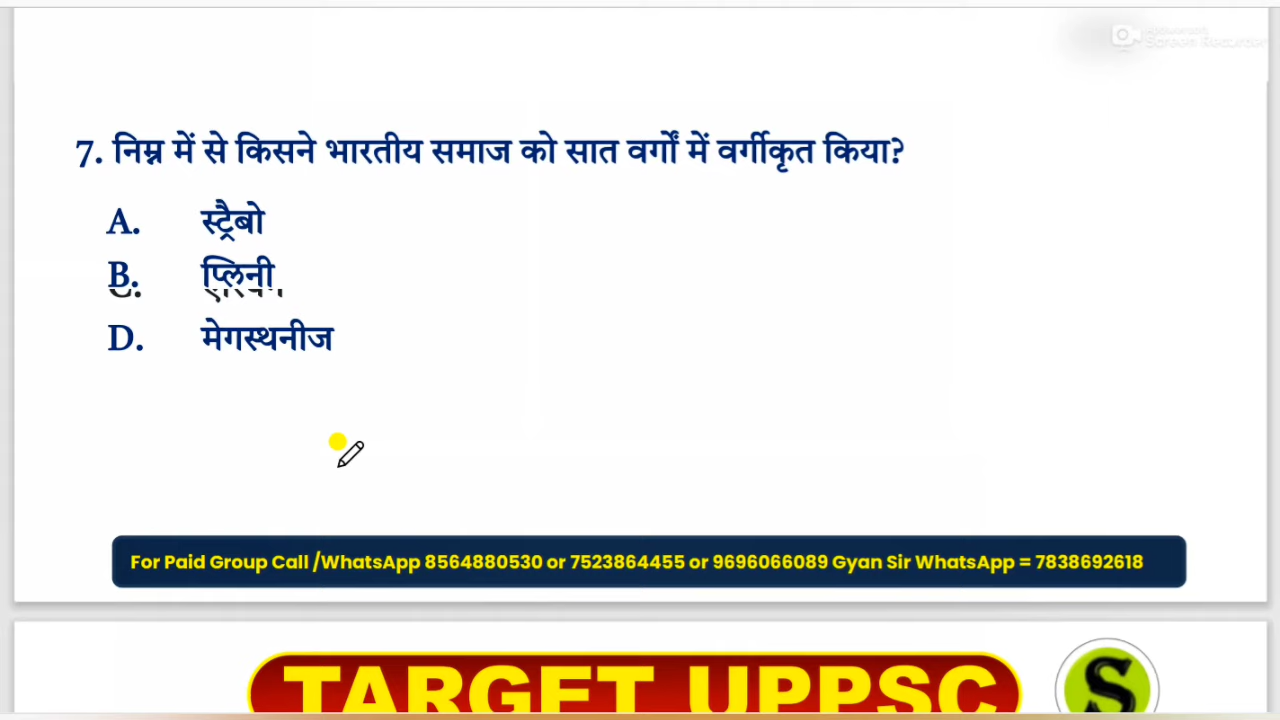 7. निम्न में से किसने भारतीय समाज को सात वर्गों में वर्गीकृत किया?
A. स्ट्रैबो
B. प्लिनी
C.
D. मेगस्थनीज
For Paid Group Call /WhatsApp 8564880530 or 7523864455 or 9696066089 Gyan Sir WhatsApp = 7838692618
TARGET UPPSC
S